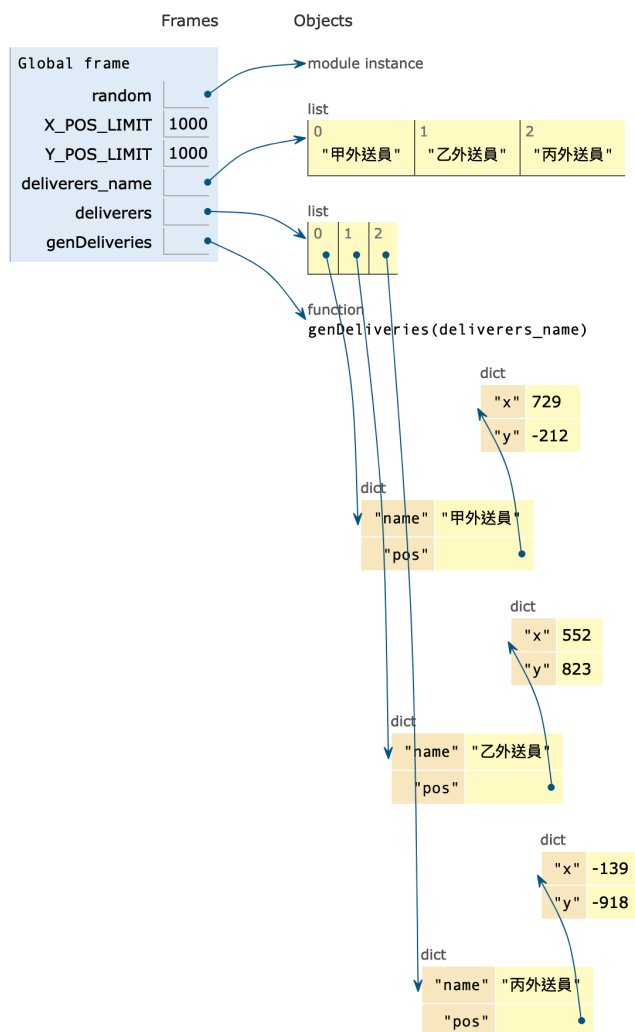 Frames Objects
Global frame
random
X_POS_LIMIT 1000
Y_POS_LIMIT 1000
deliverers_name
deliverers
genDeliveries
module instance
list
0 1 2
"甲外送員" "乙外送員" "丙外送員"
list
0 1 2
function
genDeliveries(deliverers_name)
dict
"x" 729
"y" -212
dict
"name" "甲外送員"
"pos"
dict
"x" 552
"y" 823
dict
"name" "乙外送員"
"pos"
dict
"x" -139
"y" -918
dict
"name" "丙外送員"
"pos"